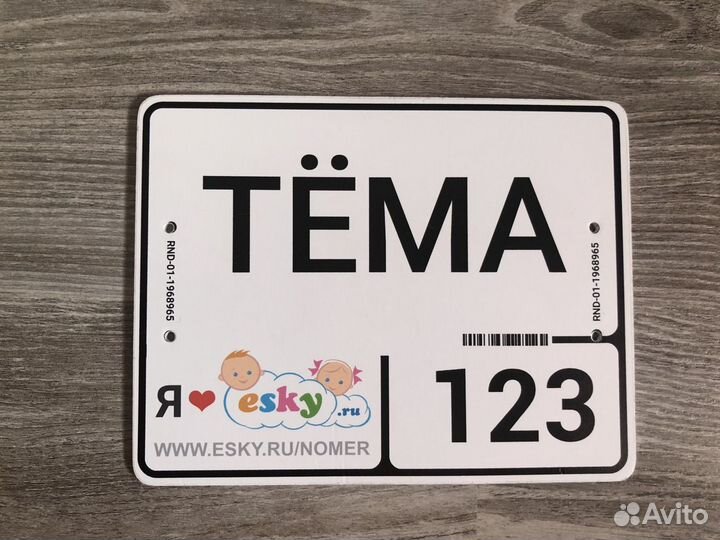 ТЁМА
RND-01-1968965
RND-01-1968965
Я ❤ esky.ru
123
WWW.ESKY.RU/NOMER
Avito